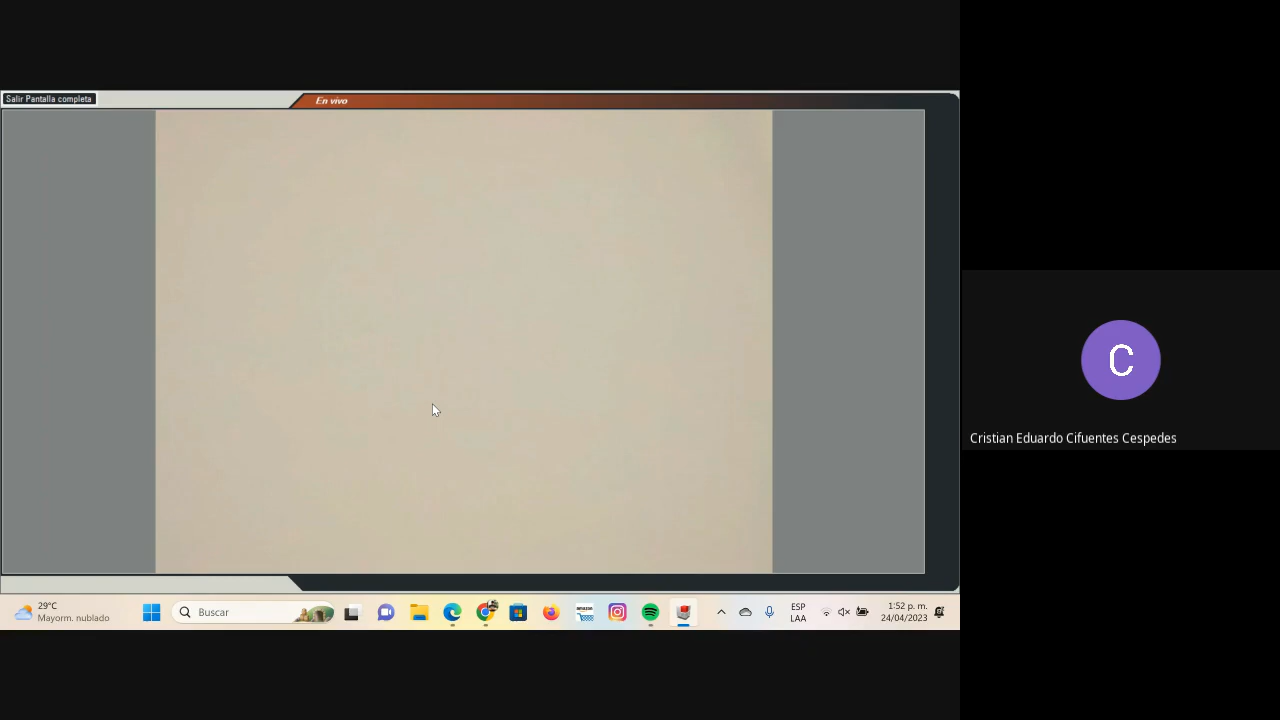 Salir Pantalla completa
En vivo
C
Cristian Eduardo Cifuentes Cespedes
29°C
Mayorm. nublado
Buscar
amazon
ESP
LAA
1:52 p. m.
24/04/2023